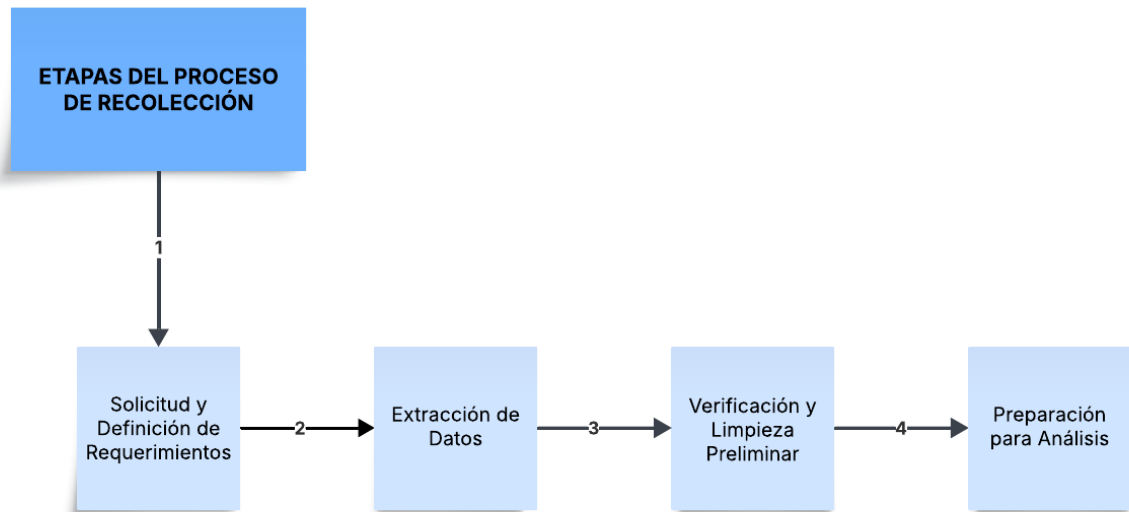 ETAPAS DEL PROCESO
DE RECOLECCIÓN
1
Solicitud y
Definición de
Requerimientos
2
Extracción de
Datos
3
Verificación y
Limpieza
Preliminar
4
Preparación
para Análisis